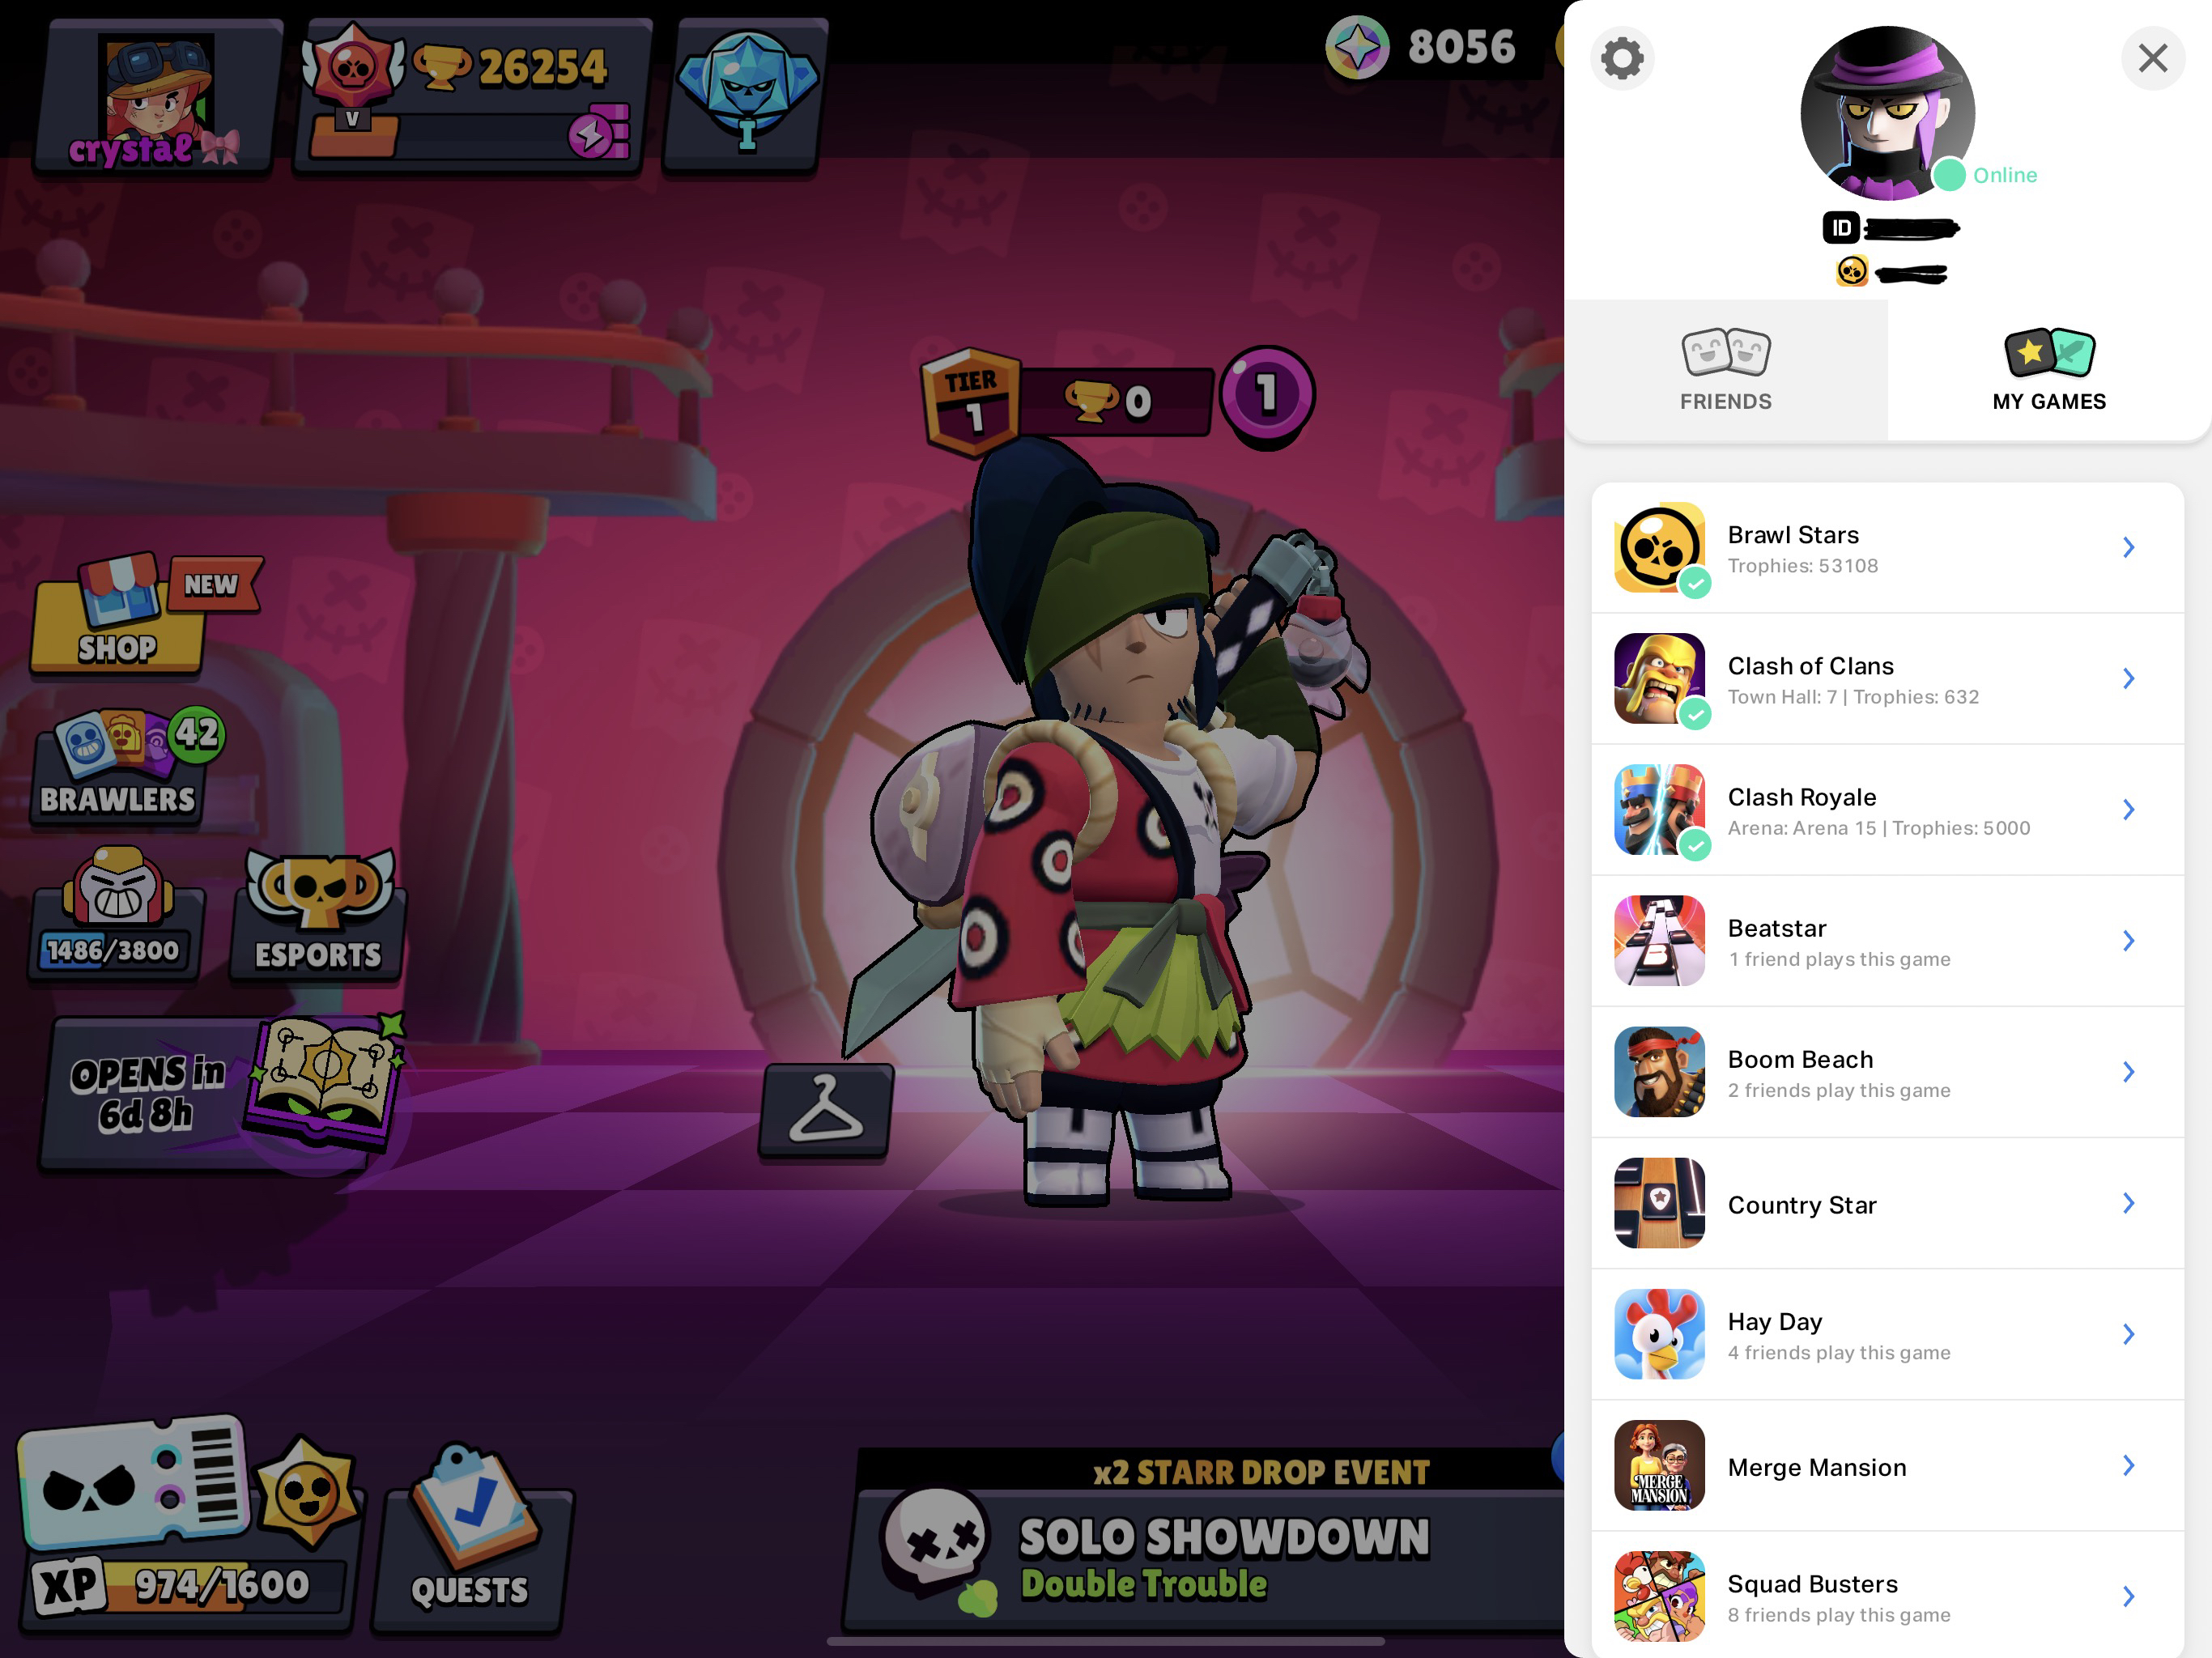 crystal
V
26254
I
8056
Online
ID
FRIENDS
MY GAMES
TIER
1
0
1
NEW
SHOP
42
BRAWLERS
1486/3800
ESPORTS
OPENS in
6d 8h
XP
974/1600
QUESTS
x2 STARR DROP EVENT
SOLO SHOWDOWN
Double Trouble
Brawl Stars
Trophies: 53108
Clash of Clans
Town Hall: 7 | Trophies: 632
Clash Royale
Arena: Arena 15 | Trophies: 5000
Beatstar
1 friend plays this game
Boom Beach
2 friends play this game
Country Star
Hay Day
4 friends play this game
MERGE
MANSION
Merge Mansion
Squad Busters
8 friends play this game